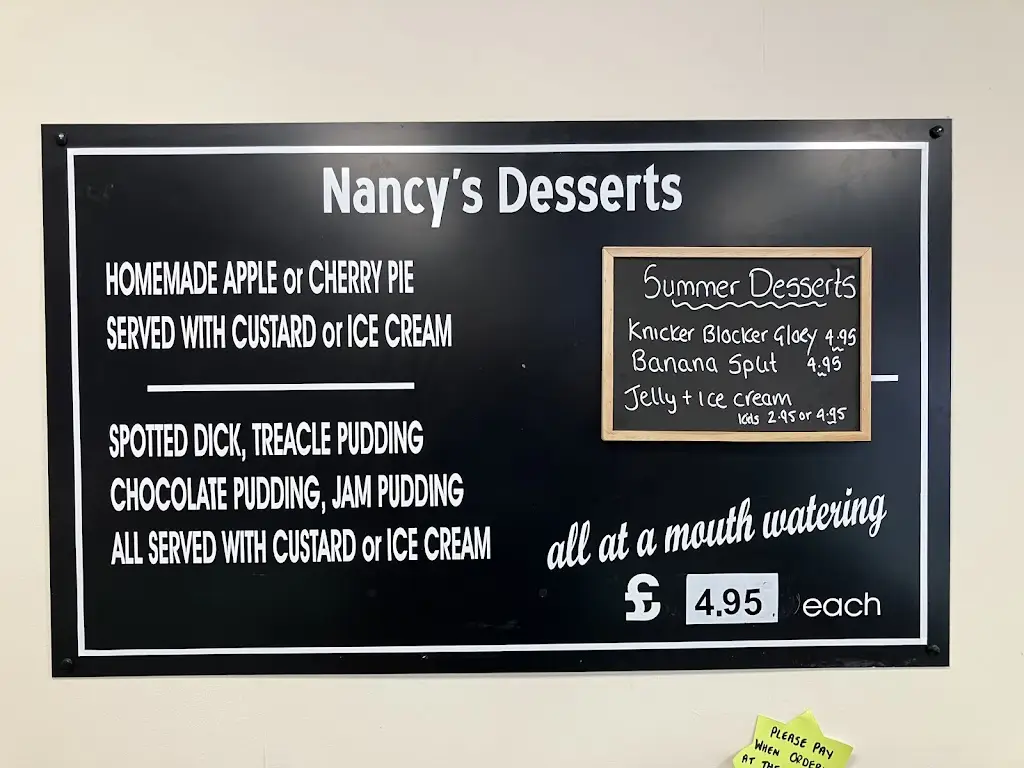 Nancy's Desserts
HOMEMADE APPLE or CHERRY PIE
SERVED WITH CUSTARD or ICE CREAM
SPOTTED DICK, TREACLE PUDDING
CHOCOLATE PUDDING, JAM PUDDING
ALL SERVED WITH CUSTARD or ICE CREAM
Summer Desserts
Knicker Blocker Gloey 4.95
Banana Split 4.95
Jelly + Ice cream
kids 2.95 or 4.95
all at a mouth watering
£ 4.95 each
PLEASE PAY
WHEN ORDER
AT THE